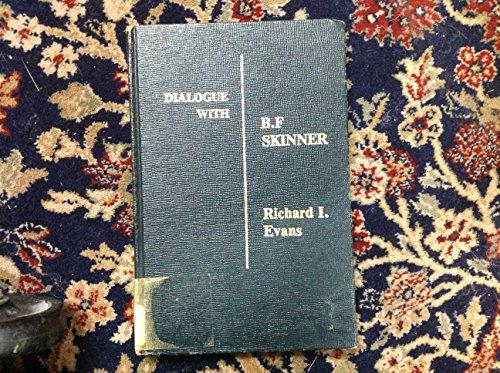 DIALOGUE
WITH
B.F
SKINNER
Richard I.
Evans